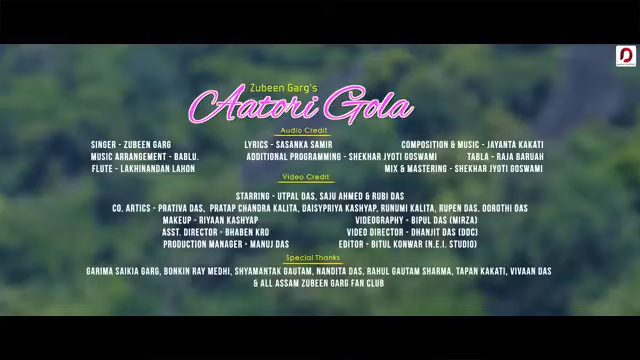 Zubeen Garg's
Aatori Gola
Audio Credit
SINGER - ZUBEEN GARG LYRICS - SASANKA SAMIR COMPOSITION & MUSIC - JAYANTA KAKATI
MUSIC ARRANGEMENT - BABLU. ADDITIONAL PROGRAMMING - SHEKHAR JYOTI GOSWAMI TABLA - RAJA BARUAH
FLUTE - LAKHINANDAN LAHON MIX & MASTERING - SHEKHAR JYOTI GOSWAMI
Video Credit
STARRING - UTPAL DAS, SAJU AHMED & RUBI DAS
CO. ARTICS - PRATIVA DAS, PRATAP CHANDRA KALITA, DAISYPRIYA KASHYAP, RUNUMI KALITA, RUPEN DAS, DOROTHI DAS
MAKEUP - RIYAAN KASHYAP VIDEOGRAPHY - BIPUL DAS (MIRZA)
ASST. DIRECTOR - BHABEN KRO VIDEO DIRECTOR - DHANJIT DAS (DDC)
PRODUCTION MANAGER - MANUJ DAS EDITOR - BITUL KONWAR (N.E.I. STUDIO)
Special Thanks
GARIMA SAIKIA GARG, BONKIN RAY MEDHI, SHYAMANTAK GAUTAM, NANDITA DAS, RAHUL GAUTAM SHARMA, TAPAN KAKATI, VIVAAN DAS
& ALL ASSAM ZUBEEN GARG FAN CLUB